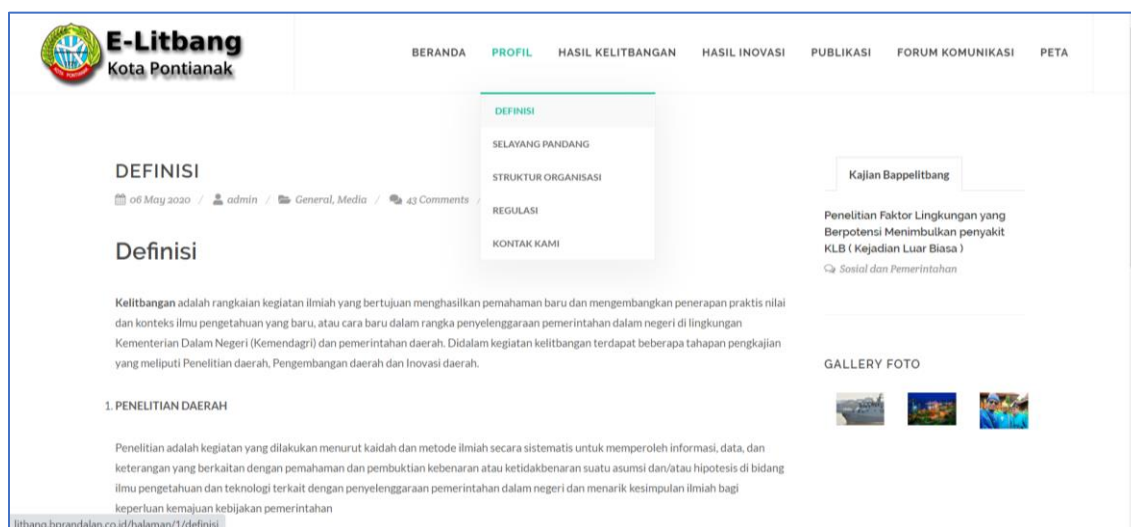 E-Litbang
Kota Pontianak
BERANDA PROFIL HASIL KELITBANGAN HASIL INOVASI PUBLIKASI FORUM KOMUNIKASI PETA
DEFINISI
SELAYANG PANDANG
STRUKTUR ORGANISASI
REGULASI
KONTAK KAMI
DEFINISI
06 May 2020 / admin / General, Media / 43 Comments /
Definisi
Kelitbangan adalah rangkaian kegiatan ilmiah yang bertujuan menghasilkan pemahaman baru dan mengembangkan penerapan praktis nilai
dan konteks ilmu pengetahuan yang baru, atau cara baru dalam rangka penyelenggaraan pemerintahan dalam negeri di lingkungan
Kementerian Dalam Negeri (Kemendagri) dan pemerintahan daerah. Didalam kegiatan kelitbangan terdapat beberapa tahapan pengkajian
yang meliputi Penelitian daerah, Pengembangan daerah dan Inovasi daerah.
1. PENELITIAN DAERAH
Penelitian adalah kegiatan yang dilakukan menurut kaidah dan metode ilmiah secara sistematis untuk memperoleh informasi, data, dan
keterangan yang berkaitan dengan pemahaman dan pembuktian kebenaran atau ketidakbenaran suatu asumsi dan/atau hipotesis di bidang
ilmu pengetahuan dan teknologi terkait dengan penyelenggaraan pemerintahan dalam negeri dan menarik kesimpulan ilmiah bagi
keperluan kemajuan kebijakan pemerintahan
Kajian Bappelitbang
Penelitian Faktor Lingkungan yang
Berpotensi Menimbulkan penyakit
KLB ( Kejadian Luar Biasa )
Sosial dan Pemerintahan
GALLERY FOTO
litbang.borandalan.co.id/halaman/1/definisi